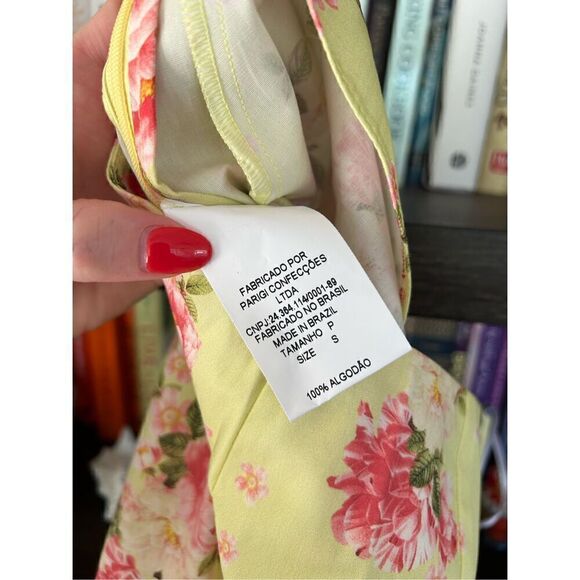 FABRICADO POR
PARIGI CONFECÇÕES
LTDA
CNPJ:24.364.114/0001-89
FABRICADO NO BRASIL
MADE IN BRAZIL
TAMANHO P
SIZE S
100% ALGODÃO